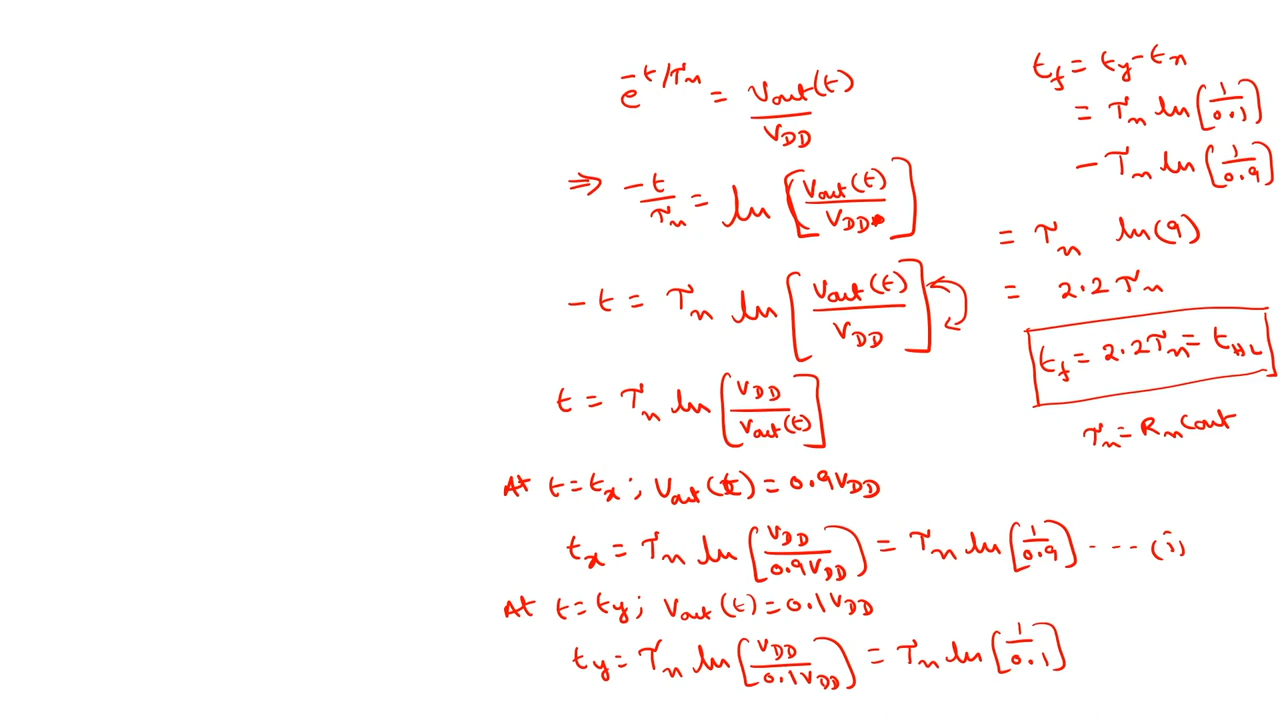 e^{-t/τn} = Vout(t)/VDD
⇒ -t/τn = ln [Vout(t)/VDD]
-t = τn ln [Vout(t)/VDD]
t = τn ln [VDD/Vout(t)]
At t = tx ; Vout(t) = 0.9VDD
tx = τn ln [VDD/0.9VDD] = τn ln [1/0.9] - - - - (i)
At t = ty ; Vout(t) = 0.1VDD
ty = τn ln [VDD/0.1VDD] = τn ln [1/0.1]
tf = ty - tx
= τn ln [1/0.1]
- τn ln [1/0.9]
= τn ln(9)
= 2.2 τn
tf = 2.2τn = tHL
τn = Rn Cout